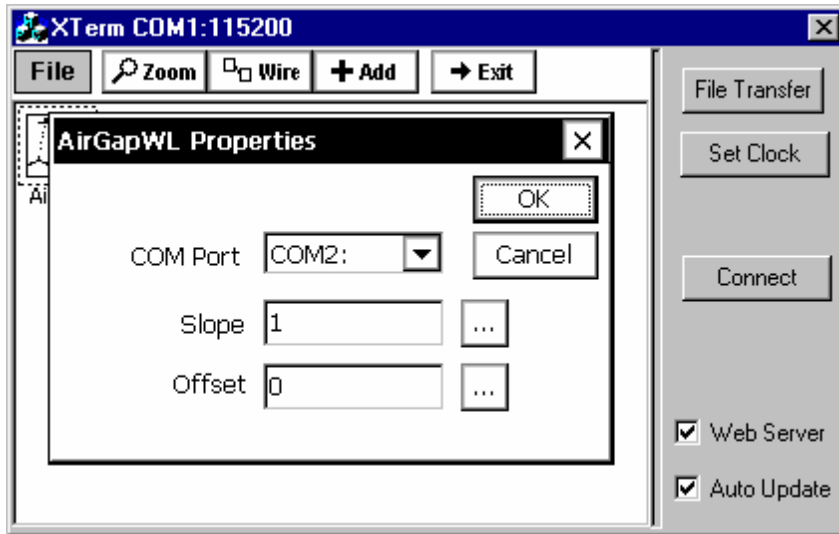 XTerm COM1:115200
File Zoom Wire Add Exit
AirGapWL Properties
Ai
OK
COM Port COM2: Cancel
Slope 1 ...
Offset 0 ...
File Transfer
Set Clock
Connect
Web Server
Auto Update